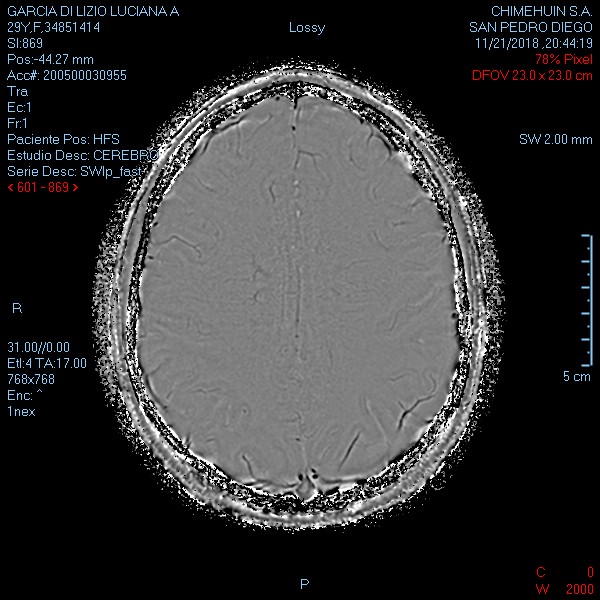 GARCIA DI LIZIO LUCIANA A
29Y,F,34851414
Sl:869
Pos:-44.27 mm
Acc#: 200500030955
Tra
Ec:1
Fr:1
Paciente Pos: HFS
Estudio Desc: CEREBRO
Serie Desc: SWIp_fast
< 601 - 869 >
Lossy
CHIMEHUIN S.A.
SAN PEDRO DIEGO
11/21/2018 ,20:44:19
78% Pixel
DFOV 23.0 x 23.0 cm
SW 2.00 mm
R
31.00//0.00
Etl:4 TA:17.00
768x768
Enc: ^
1nex
5 cm
P
C 0
W 2000